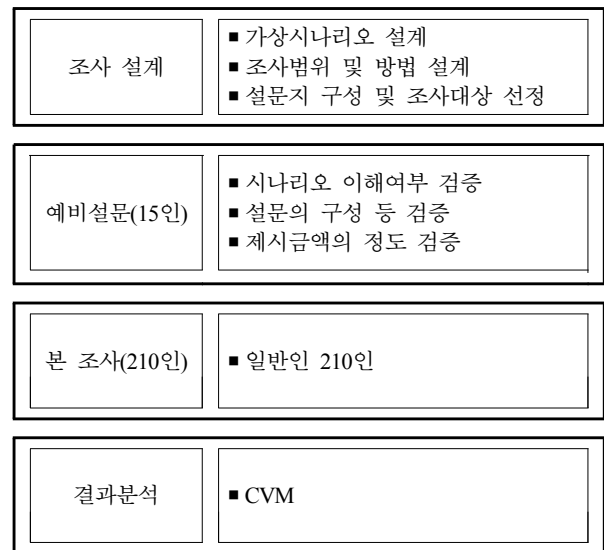 조사 설계
■ 가상시나리오 설계
■ 조사범위 및 방법 설계
■ 설문지 구성 및 조사대상 선정
예비설문(15인)
■ 시나리오 이해여부 검증
■ 설문의 구성 등 검증
■ 제시금액의 정도 검증
본 조사(210인)
■ 일반인 210인
결과분석
■ CVM